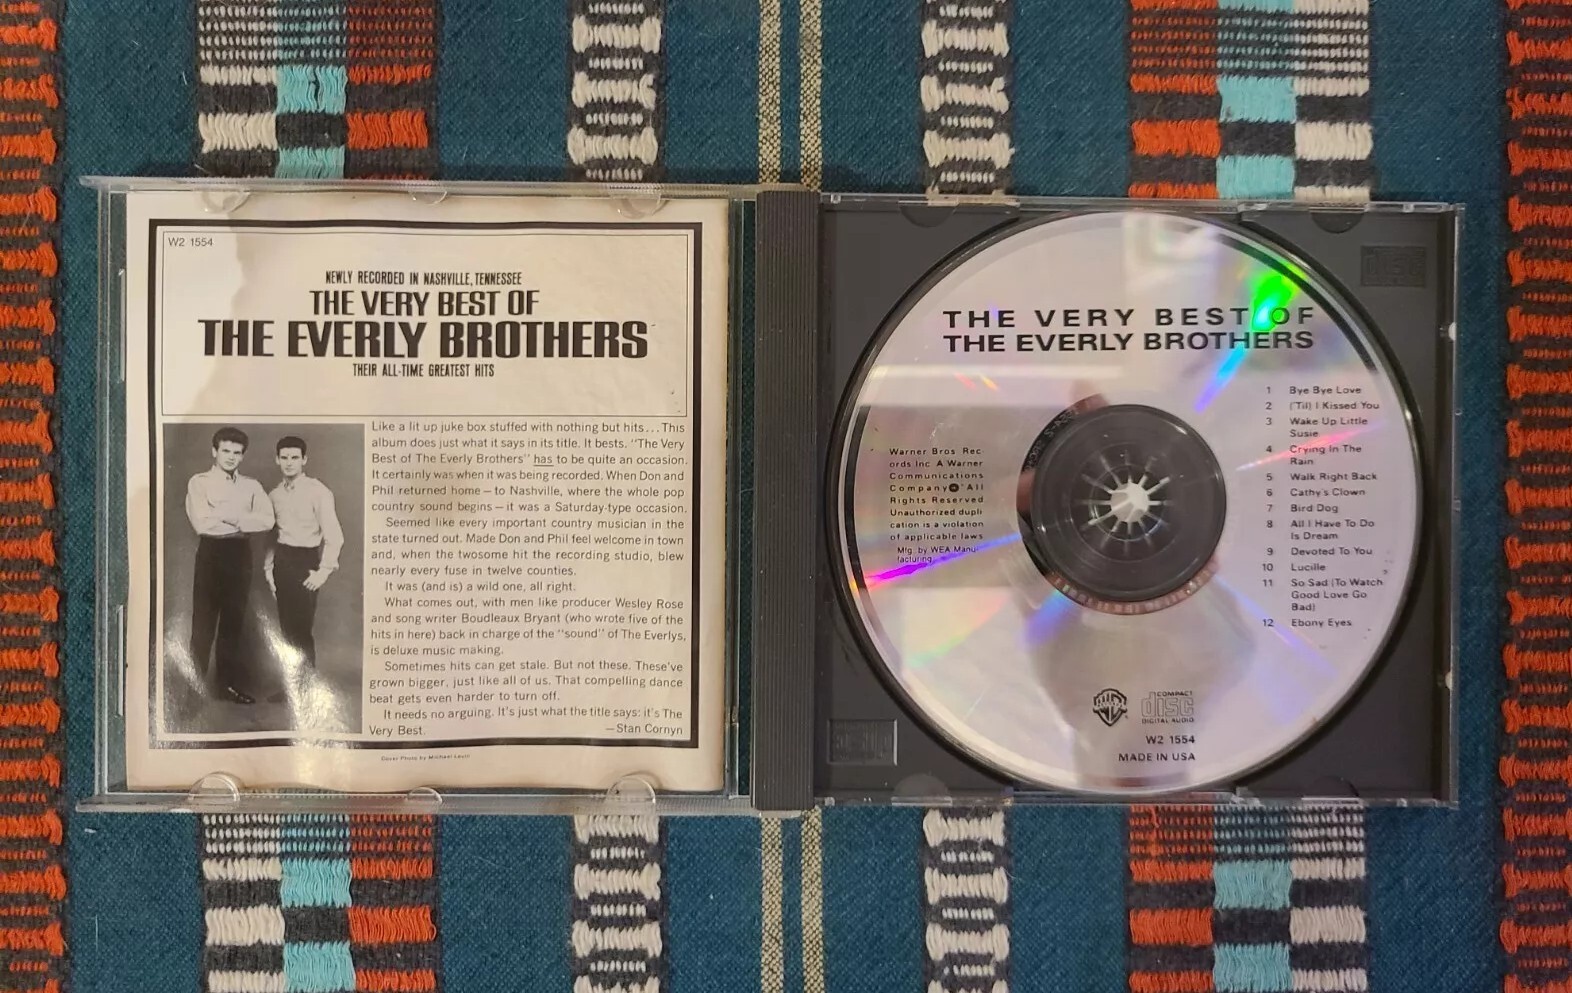 W2 1554
NEWLY RECORDED IN NASHVILLE, TENNESSEE
THE VERY BEST OF
THE EVERLY BROTHERS
THEIR ALL-TIME GREATEST HITS
Like a lit up juke box stuffed with nothing but hits...This
album does just what it says in its title. It bests. "The Very
Best of The Everly Brothers" has to be quite an occasion.
It certainly was when it was being recorded. When Don and
Phil returned home — to Nashville, where the whole pop
country sound begins — it was a Saturday-type occasion.
Seemed like every important country musician in the
state turned out. Made Don and Phil feel welcome in town
and, when the twosome hit the recording studio, blew
nearly every fuse in twelve counties.
It was (and is) a wild one, all right.
What comes out, with men like producer Wesley Rose
and song writer Boudleaux Bryant (who wrote five of the
hits in here) back in charge of the "sound" of The Everlys,
is deluxe music making.
Sometimes hits can get stale. But not these. These've
grown bigger, just like all of us. That compelling dance
beat gets even harder to turn off.
It needs no arguing. It's just what the title says: it's The
Very Best. —Stan Cornyn
Cover Photo by Michael Levin
THE VERY BEST OF
THE EVERLY BROTHERS
1 Bye Bye Love
2 ('Til) I Kissed You
3 Wake Up Little
Susie
4 Crying In The
Rain
5 Walk Right Back
6 Cathy's Clown
7 Bird Dog
8 All I Have To Do
Is Dream
9 Devoted To You
10 Lucille
11 So Sad (To Watch
Good Love Go
Bad)
12 Ebony Eyes
Warner Bros Rec-
ords Inc A Warner
Communications
Company All
Rights Reserved
Unauthorized dupli
cation is a violation
of applicable laws
Mfg. by WEA Manu-
facturing
COMPACT
disc
DIGITAL AUDIO
W2 1554
MADE IN USA